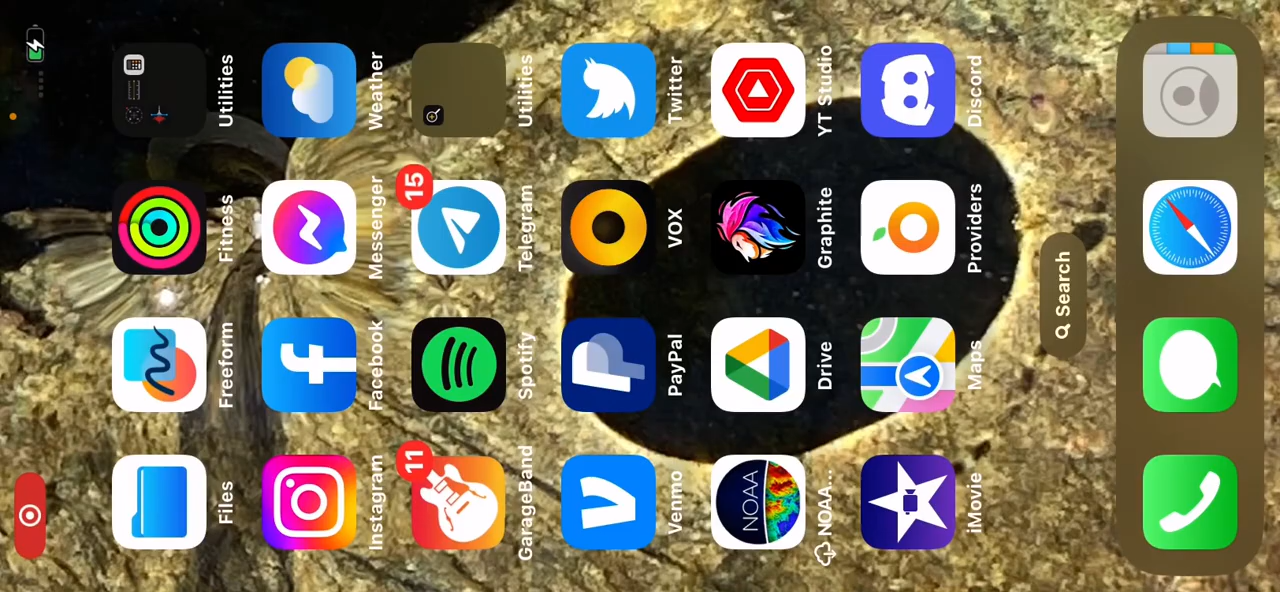 Files Freeform Fitness Utilities
Instagram Facebook Messenger Weather
11 15
GarageBand Spotify Telegram Utilities
Venmo PayPal VOX Twitter
NOAA
NOAA... Drive Graphite YT Studio
iMovie Maps Providers Discord
Search